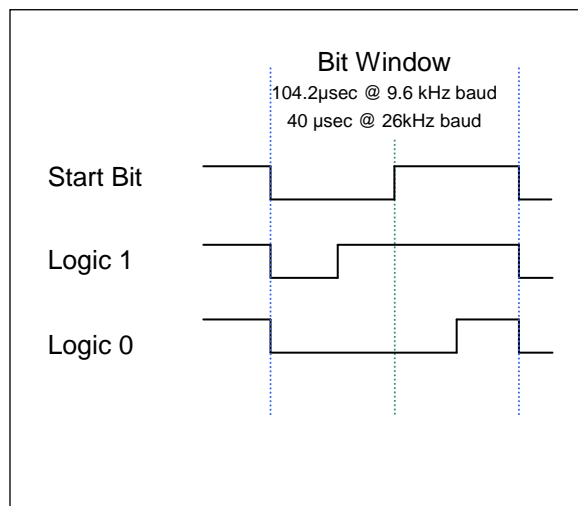 Bit Window
104.2µsec @ 9.6 kHz baud
40 µsec @ 26kHz baud
Start Bit
Logic 1
Logic 0